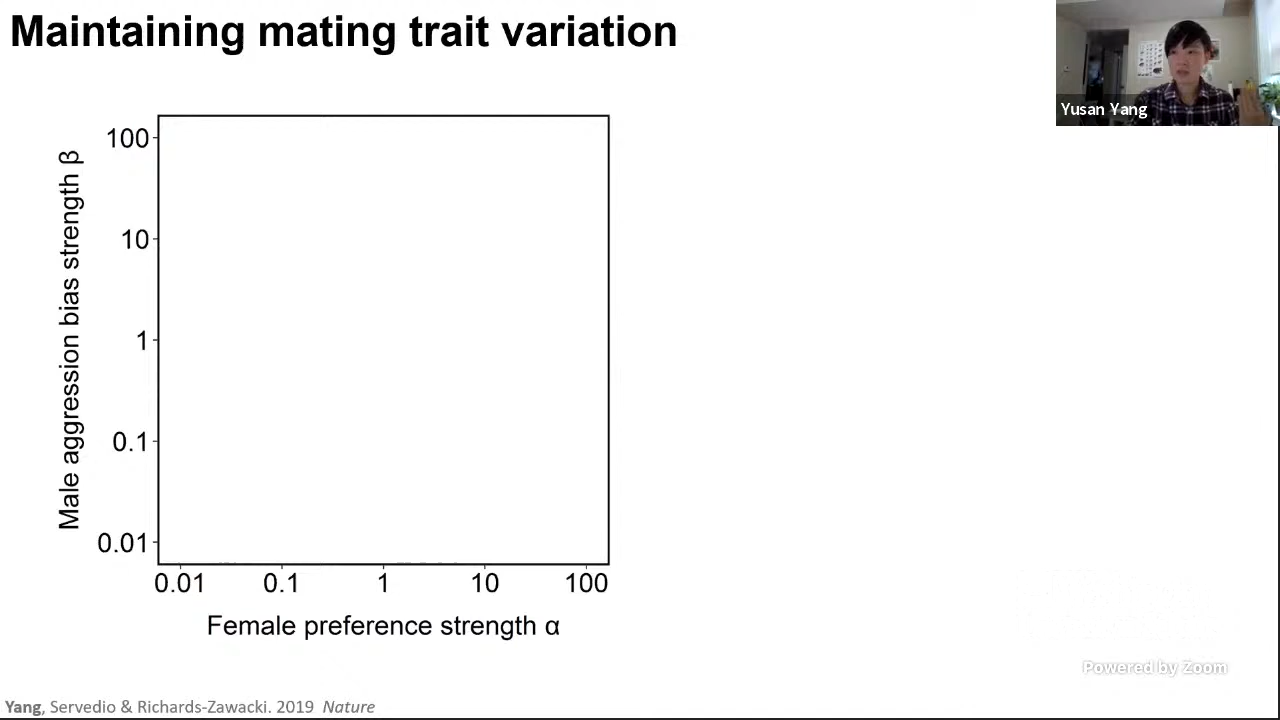 Maintaining mating trait variation
Yusan Yang
Male aggression bias strength β
100
10
1
0.1
0.01
0.01 0.1 1 10 100
Female preference strength α
Powered by Zoom
Yang, Servedio & Richards-Zawacki. 2019 Nature